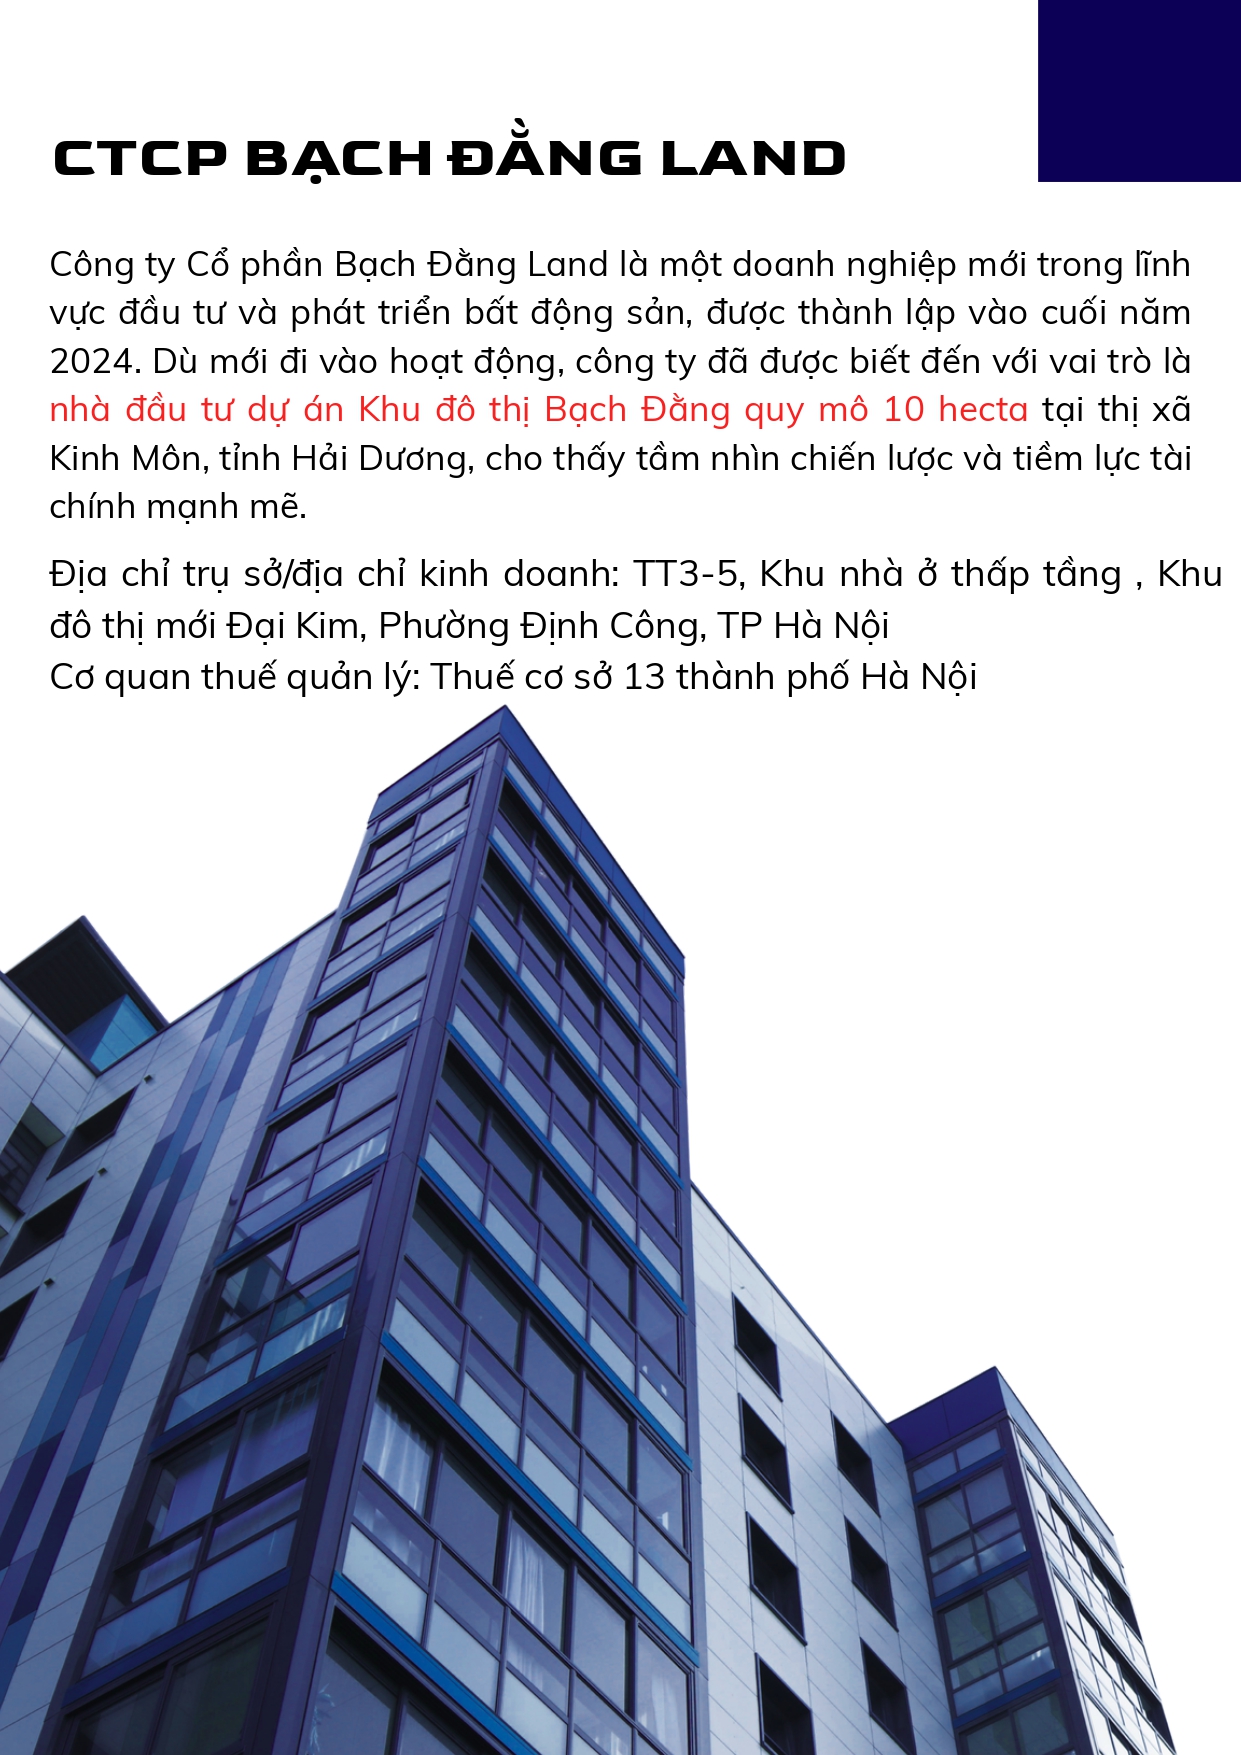 CTCP BẠCH ĐẰNG LAND
Công ty Cổ phần Bạch Đằng Land là một doanh nghiệp mới trong lĩnh
vực đầu tư và phát triển bất động sản, được thành lập vào cuối năm
2024. Dù mới đi vào hoạt động, công ty đã được biết đến với vai trò là
nhà đầu tư dự án Khu đô thị Bạch Đằng quy mô 10 hecta tại thị xã
Kinh Môn, tỉnh Hải Dương, cho thấy tầm nhìn chiến lược và tiềm lực tài
chính mạnh mẽ.
Địa chỉ trụ sở/địa chỉ kinh doanh: TT3-5, Khu nhà ở thấp tầng , Khu
đô thị mới Đại Kim, Phường Định Công, TP Hà Nội
Cơ quan thuế quản lý: Thuế cơ sở 13 thành phố Hà Nội